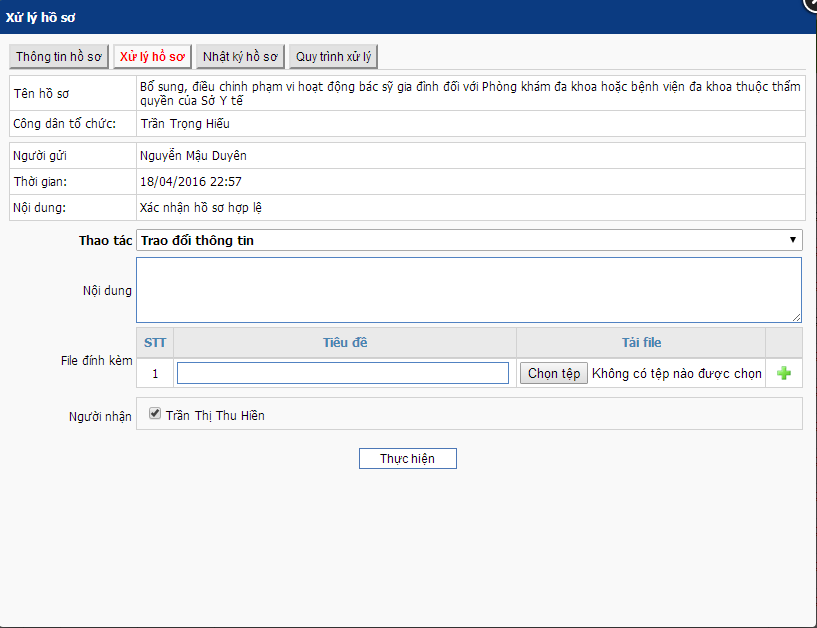 Xử lý hồ sơ
Thông tin hồ sơ Xử lý hồ sơ Nhật ký hồ sơ Quy trình xử lý
Tên hồ sơ
Bổ sung, điều chỉnh phạm vi hoạt động bác sỹ gia đình đối với Phòng khám đa khoa hoặc bệnh viện đa khoa thuộc thẩm
quyền của Sở Y tế
Công dân tổ chức: Trần Trọng Hiếu
Người gửi Nguyễn Mậu Duyên
Thời gian: 18/04/2016 22:57
Nội dung: Xác nhận hồ sơ hợp lệ
Thao tác Trao đổi thông tin
Nội dung
File đính kèm
STT Tiêu đề Tải file
1 Chọn tệp Không có tệp nào được chọn
Người nhận Trần Thị Thu Hiền
Thực hiện